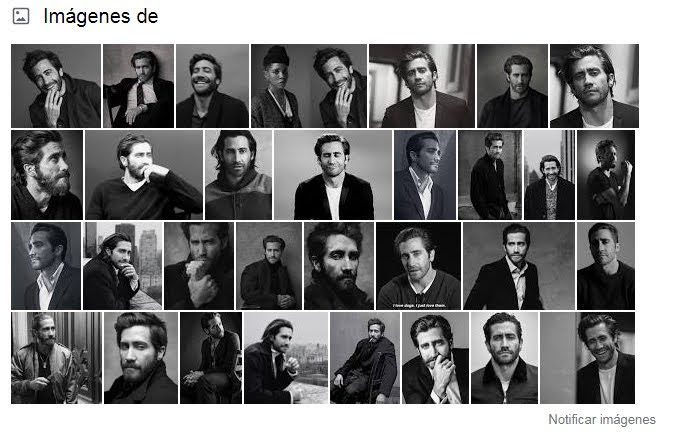 Imágenes de
I love dogs. I just love them.
Notificar imágenes